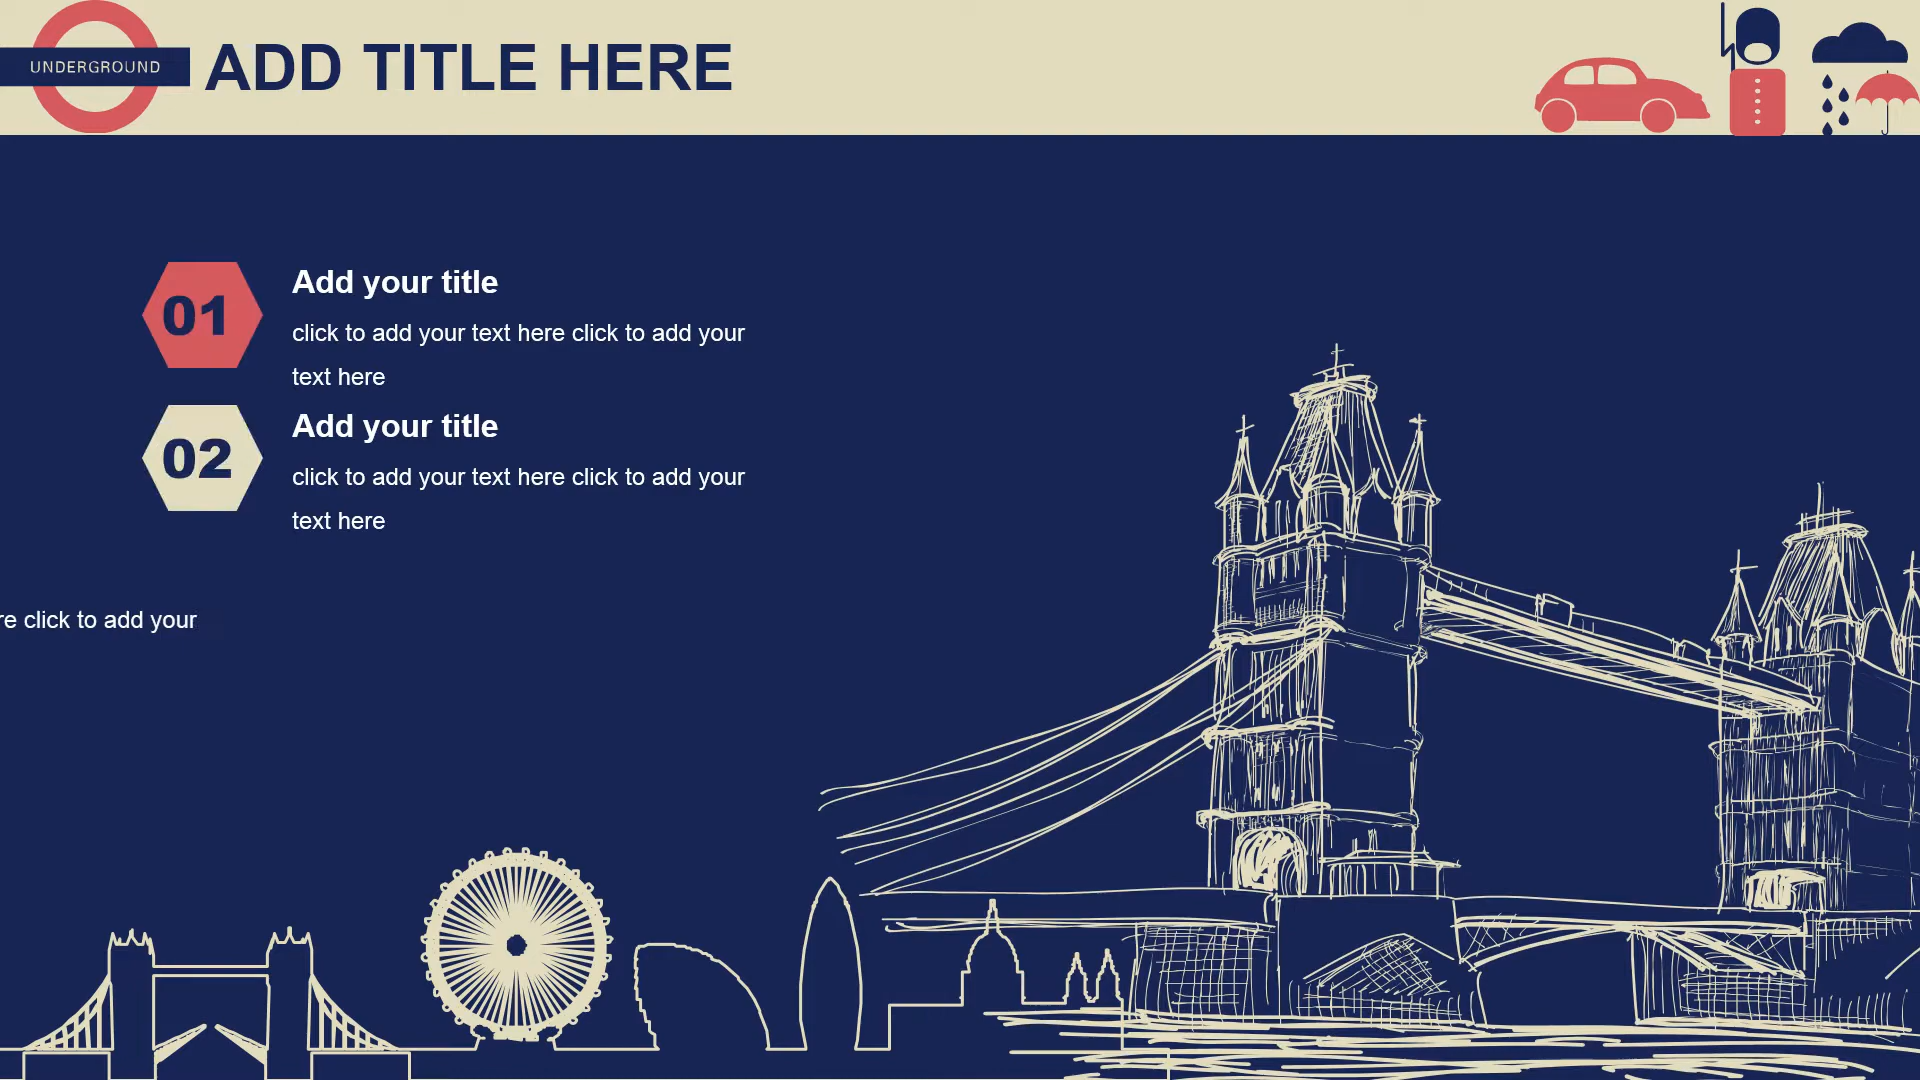 UNDERGROUND
ADD TITLE HERE
01
Add your title
click to add your text here click to add your
text here
02
Add your title
click to add your text here click to add your
text here
re click to add your